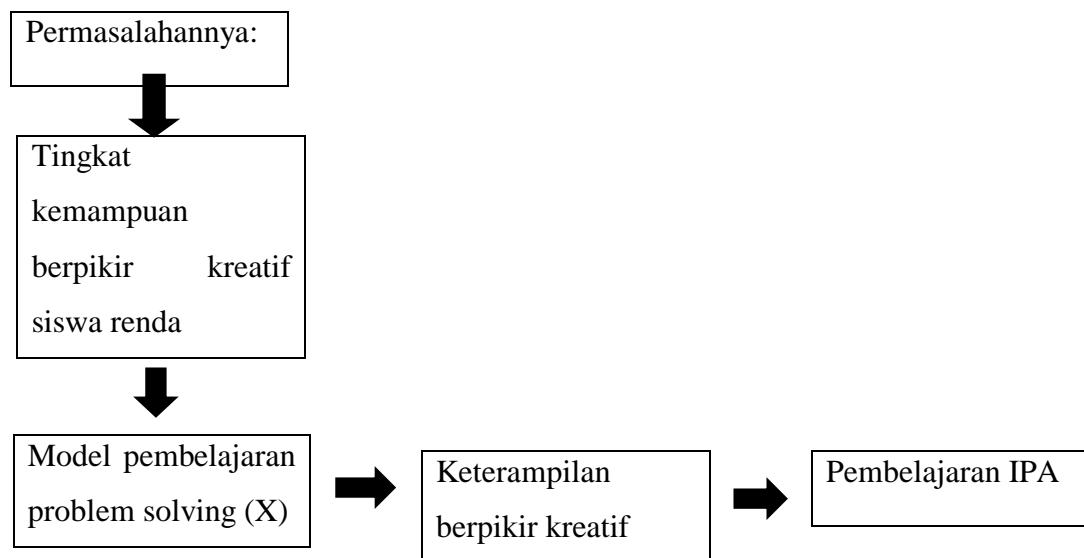 Permasalahannya:
Tingkat
kemampuan
berpikir kreatif
siswa renda
Model pembelajaran
problem solving (X)
Keterampilan
berpikir kreatif
Pembelajaran IPA